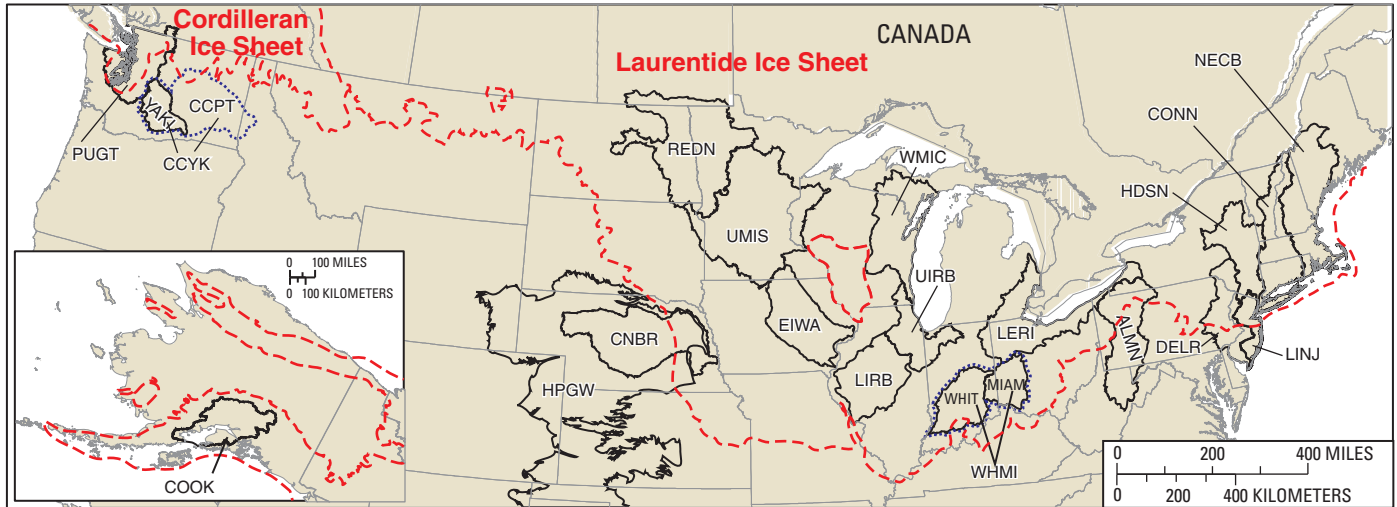 Cordilleran
Ice Sheet
Laurentide Ice Sheet
CANADA
NECB
CONN
HDSN
WMIC
REDN
YAKI
CCPT
PUGT
CCYK
UMIS
UIRB
EIWA
LERI
ALMN
DELR
LINJ
CNBR
HPGW
LIRB
WHIT
MIAM
WHMI
0 100 MILES
0 100 KILOMETERS
COOK
0 200 400 MILES
0 200 400 KILOMETERS